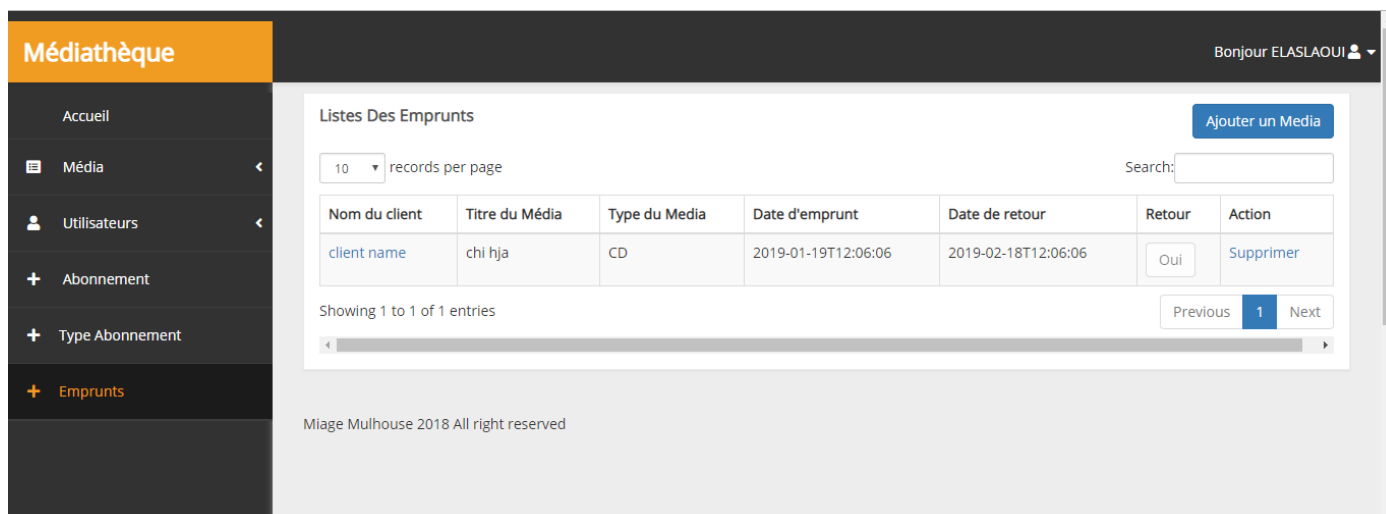 Médiathèque
Bonjour ELASLAOUI
Accueil
Média
Utilisateurs
Abonnement
Type Abonnement
Emprunts
Listes Des Emprunts
Ajouter un Media
10 records per page
Search:
Nom du client Titre du Média Type du Media Date d'emprunt Date de retour Retour Action
client name chi hja CD 2019-01-19T12:06:06 2019-02-18T12:06:06 Oui Supprimer
Showing 1 to 1 of 1 entries
Previous 1 Next
Miage Mulhouse 2018 All right reserved